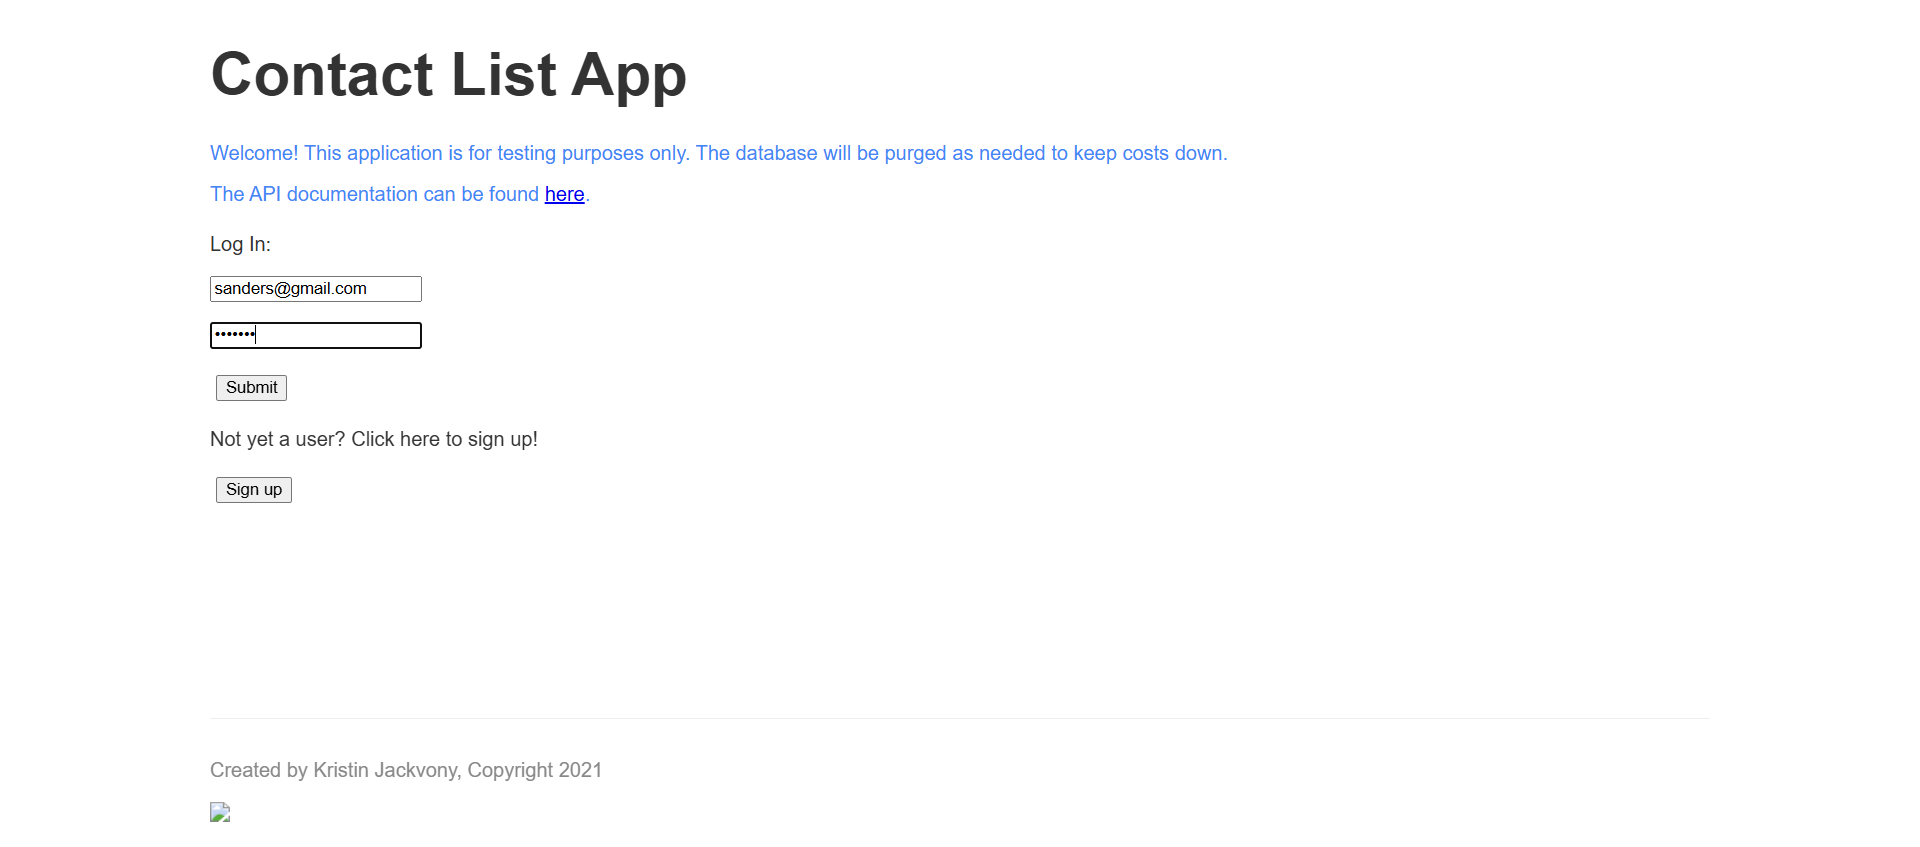 Contact List App
Welcome! This application is for testing purposes only. The database will be purged as needed to keep costs down.
The API documentation can be found here.
Log In:
sanders@gmail.com
•••••••
Submit
Not yet a user? Click here to sign up!
Sign up
Created by Kristin Jackvony, Copyright 2021